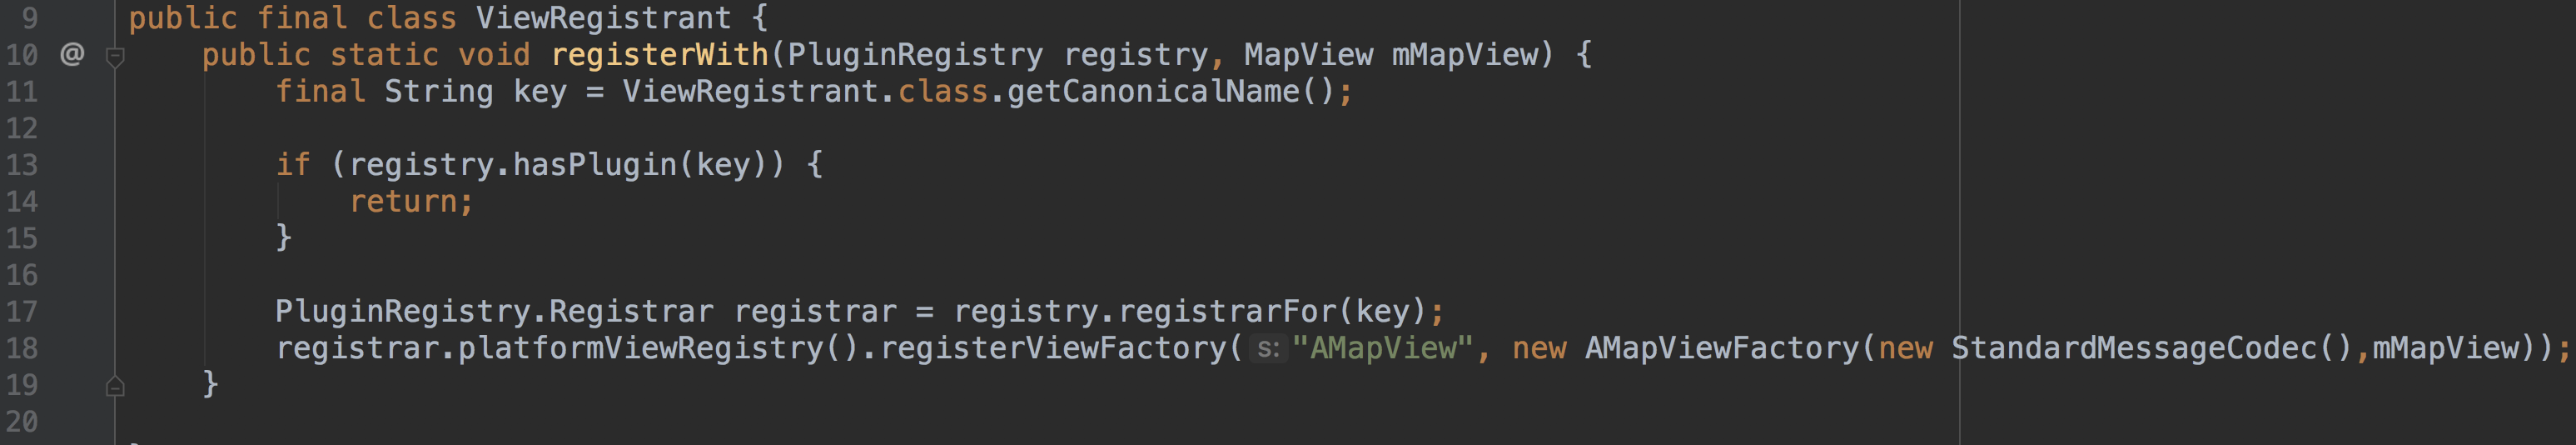 9 public final class ViewRegistrant {
10 @ public static void registerWith(PluginRegistry registry, MapView mMapView) {
11 final String key = ViewRegistrant.class.getCanonicalName();
12
13 if (registry.hasPlugin(key)) {
14 return;
15 }
16
17 PluginRegistry.Registrar registrar = registry.registrarFor(key);
18 registrar.platformViewRegistry().registerViewFactory( s: "AMapView", new AMapViewFactory(new StandardMessageCodec(),mMapView));
19 }
20